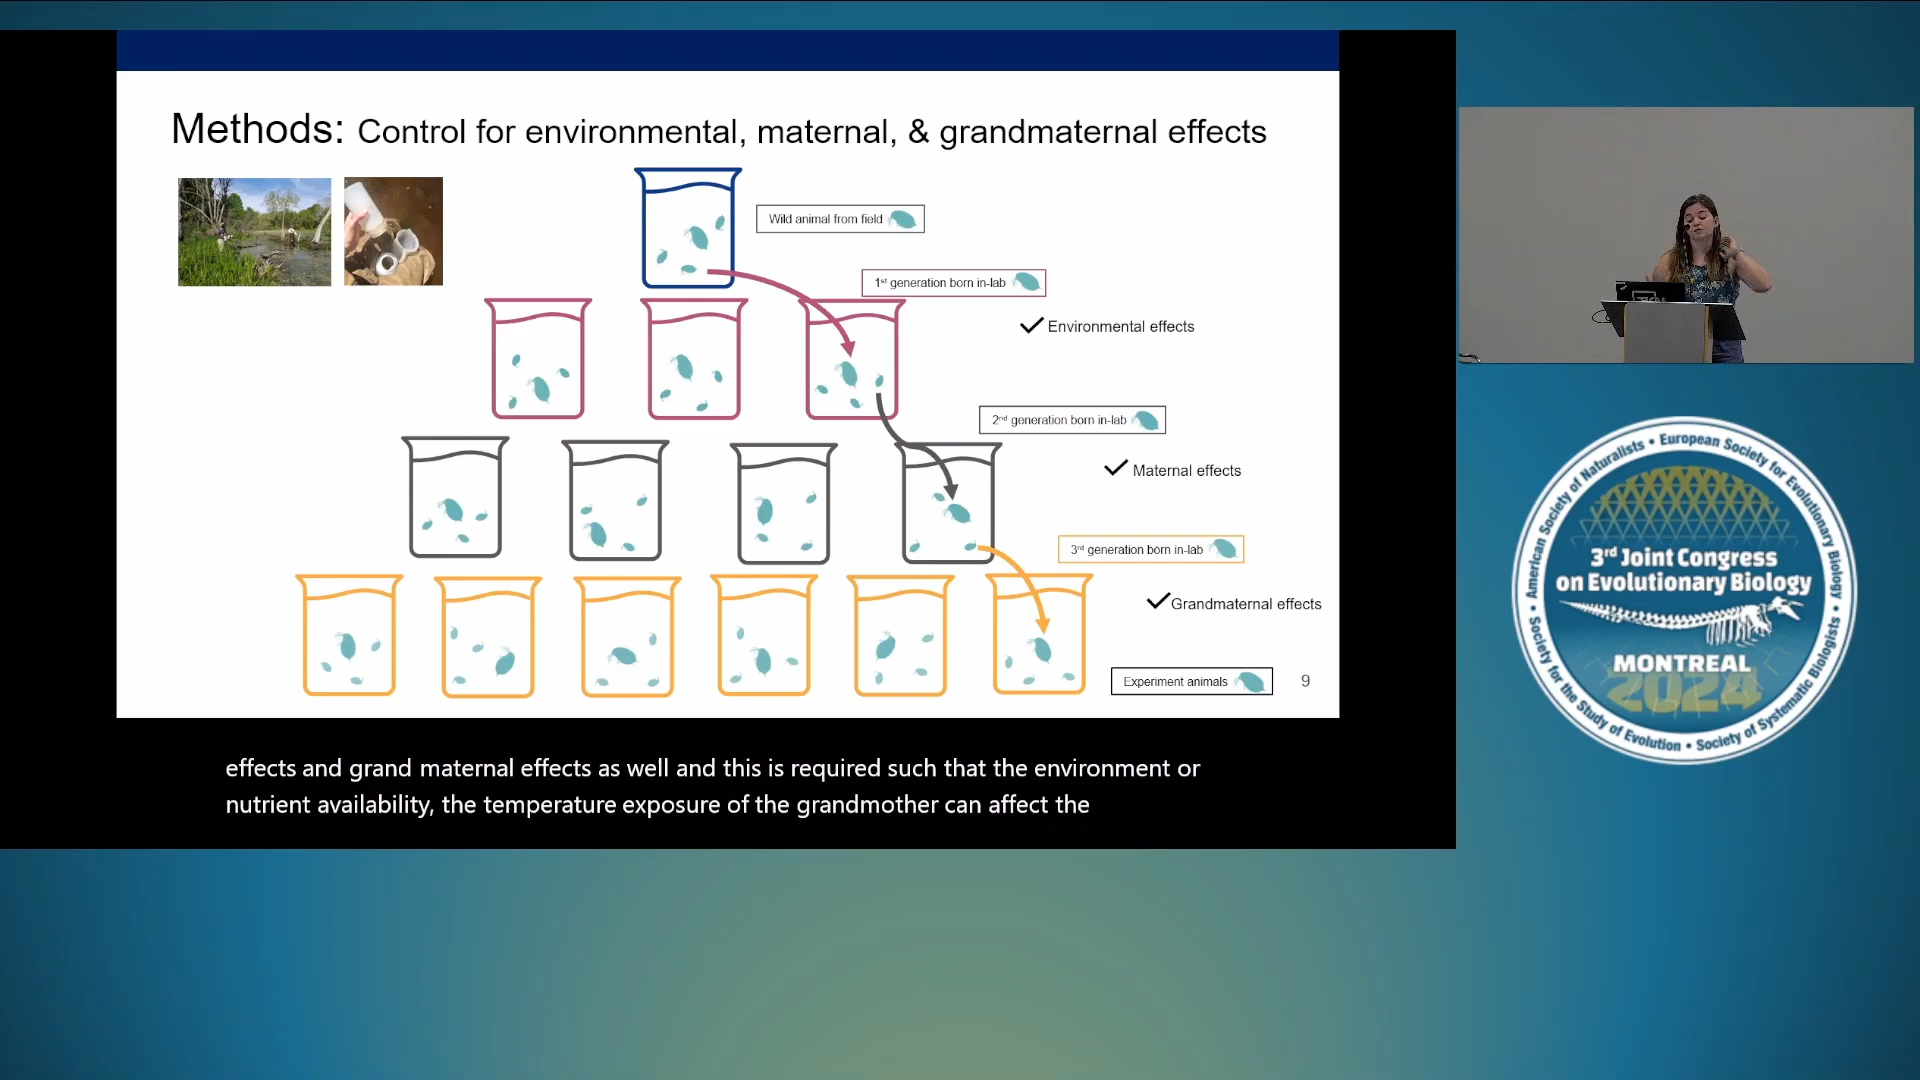 Methods: Control for environmental, maternal, & grandmaternal effects
Wild animal from field
1st generation born in-lab
Environmental effects
2nd generation born in-lab
Maternal effects
3rd generation born in-lab
Grandmaternal effects
Experiment animals
9
effects and grand maternal effects as well and this is required such that the environment or
nutrient availability, the temperature exposure of the grandmother can affect the
American Society of Naturalists • European Society for Evolutionary Biology •
Society for the Study of Evolution • Society of Systematic Biologists •
3rd Joint Congress
on Evolutionary Biology
MONTREAL
2024